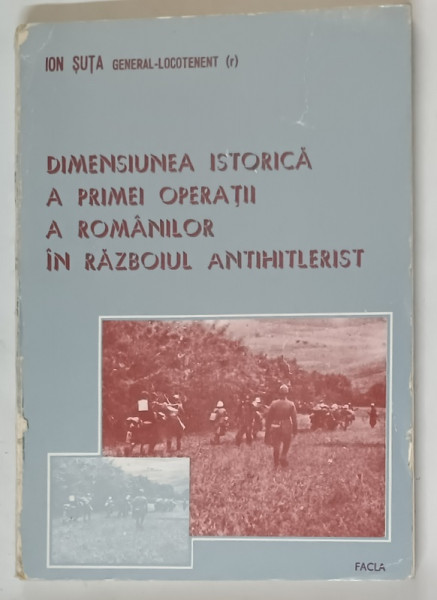 ION ŞUŢA GENERAL-LOCOTENENT (r)
DIMENSIUNEA ISTORICĂ
A PRIMEI OPERAŢII
A ROMÂNILOR
ÎN RĂZBOIUL ANTIHITLERIST
FACLA